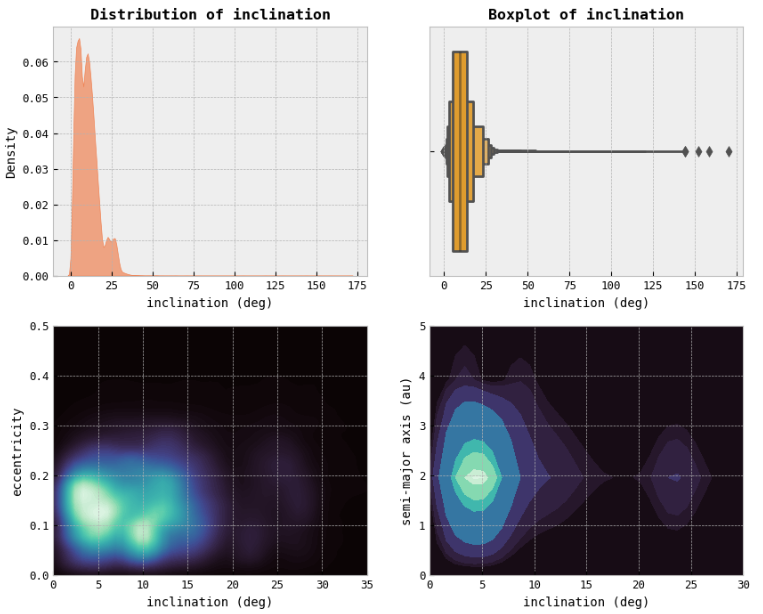 Distribution of inclination
Density
0.06
0.05
0.04
0.03
0.02
0.01
0.00
0 25 50 75 100 125 150 175
inclination (deg)
Boxplot of inclination
0 25 50 75 100 125 150 175
inclination (deg)
eccentricity
0.5
0.4
0.3
0.2
0.1
0.0
0 5 10 15 20 25 30 35
inclination (deg)
semi-major axis (au)
5
4
3
2
1
0
0 5 10 15 20 25 30
inclination (deg)